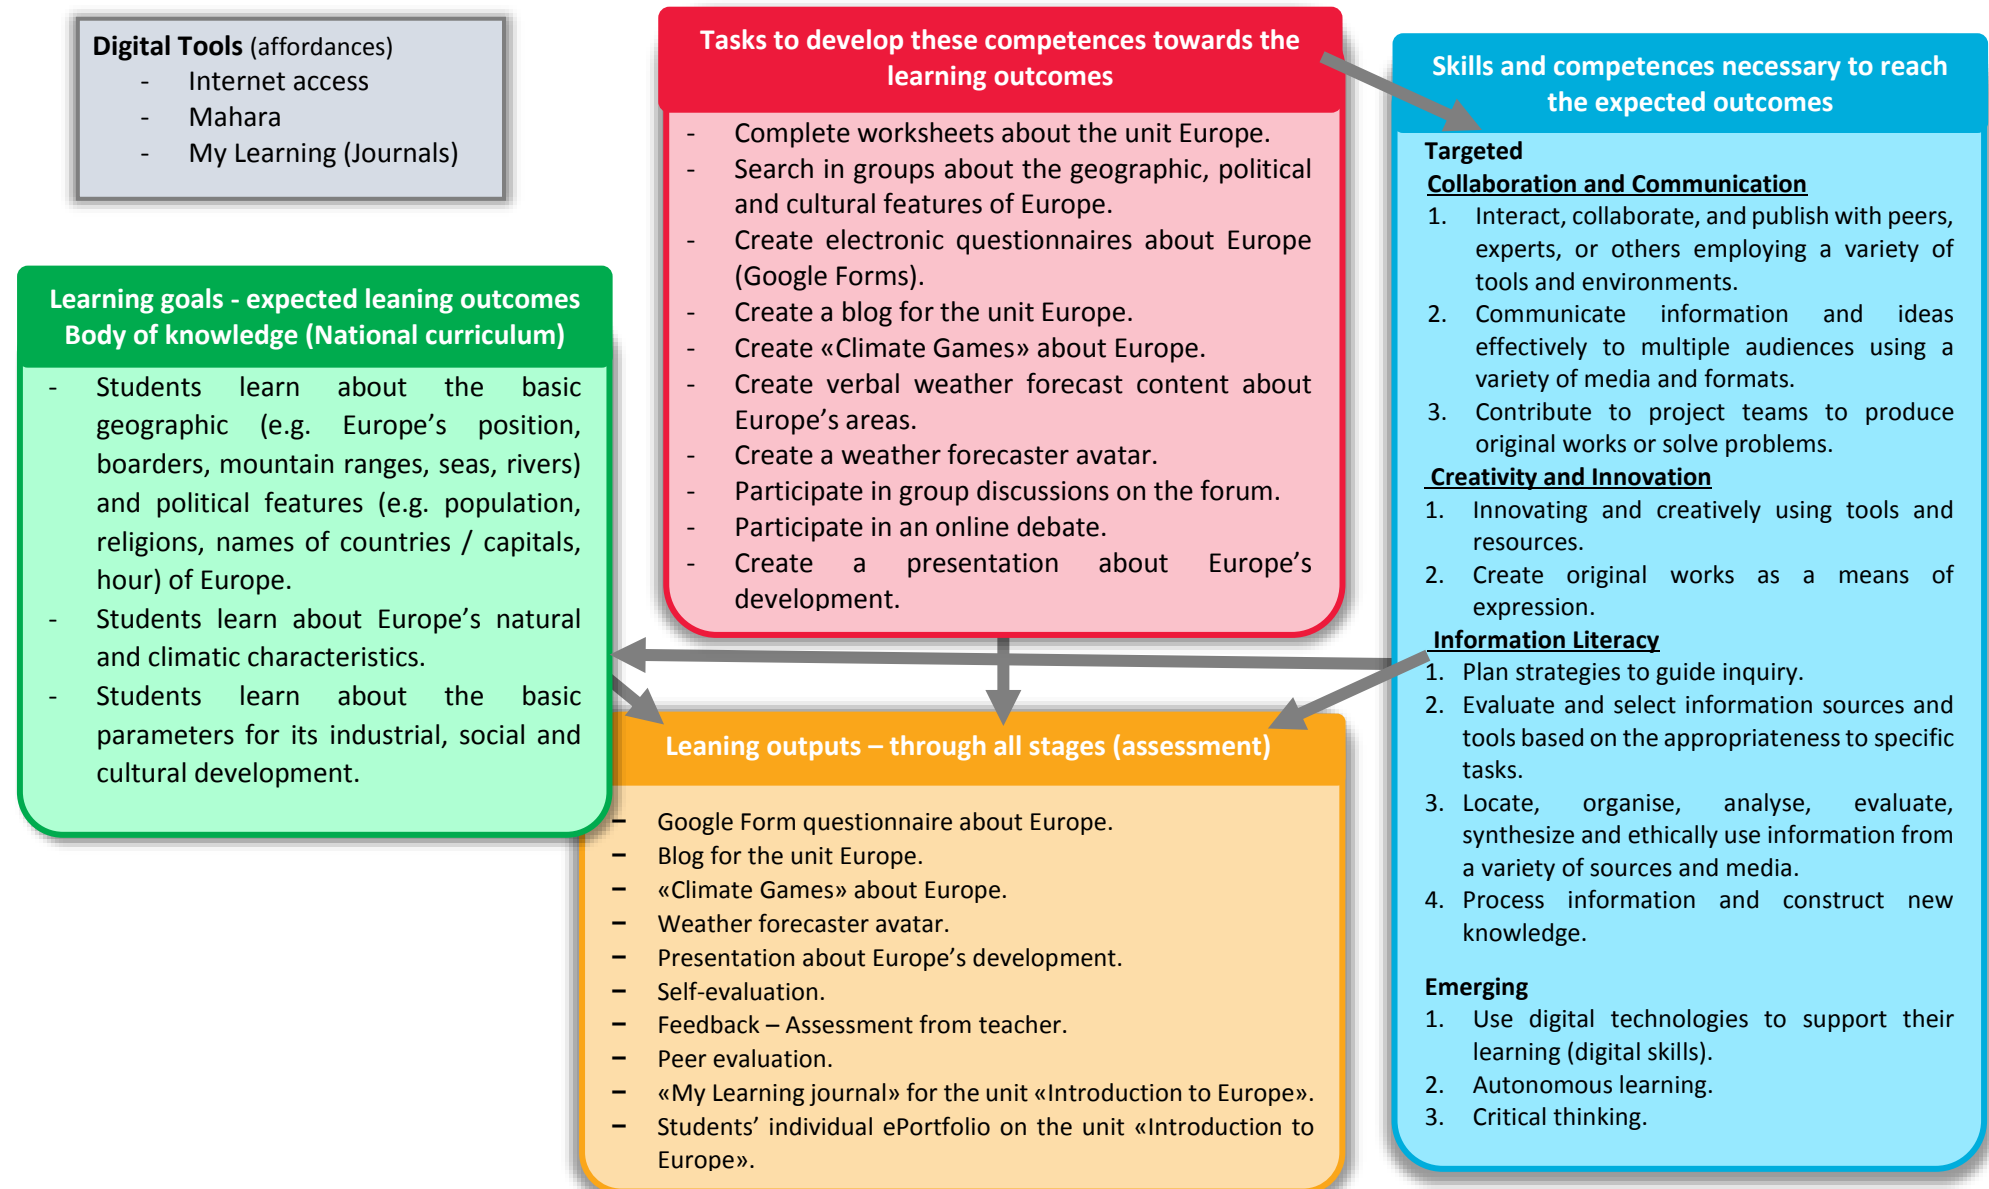 Digital Tools (affordances)
- Internet access
- Mahara
- My Learning (Journals)
Learning goals - expected leaning outcomes
Body of knowledge (National curriculum)
- Students learn about the basic
geographic (e.g. Europe’s position,
boarders, mountain ranges, seas, rivers)
and political features (e.g. population,
religions, names of countries / capitals,
hour) of Europe.
- Students learn about Europe’s natural
and climatic characteristics.
- Students learn about the basic
parameters for its industrial, social and
cultural development.
Tasks to develop these competences towards the
learning outcomes
- Complete worksheets about the unit Europe.
- Search in groups about the geographic, political
and cultural features of Europe.
- Create electronic questionnaires about Europe
(Google Forms).
- Create a blog for the unit Europe.
- Create «Climate Games» about Europe.
- Create verbal weather forecast content about
Europe’s areas.
- Create a weather forecaster avatar.
- Participate in group discussions on the forum.
- Participate in an online debate.
- Create a presentation about Europe’s
development.
Leaning outputs – through all stages (assessment)
– Google Form questionnaire about Europe.
– Blog for the unit Europe.
– «Climate Games» about Europe.
– Weather forecaster avatar.
– Presentation about Europe’s development.
– Self-evaluation.
– Feedback – Assessment from teacher.
– Peer evaluation.
– «My Learning journal» for the unit «Introduction to Europe».
– Students’ individual ePortfolio on the unit «Introduction to
Europe».
Skills and competences necessary to reach
the expected outcomes
Targeted
Collaboration and Communication
1. Interact, collaborate, and publish with peers,
experts, or others employing a variety of
tools and environments.
2. Communicate information and ideas
effectively to multiple audiences using a
variety of media and formats.
3. Contribute to project teams to produce
original works or solve problems.
Creativity and Innovation
1. Innovating and creatively using tools and
resources.
2. Create original works as a means of
expression.
Information Literacy
1. Plan strategies to guide inquiry.
2. Evaluate and select information sources and
tools based on the appropriateness to specific
tasks.
3. Locate, organise, analyse, evaluate,
synthesize and ethically use information from
a variety of sources and media.
4. Process information and construct new
knowledge.
Emerging
1. Use digital technologies to support their
learning (digital skills).
2. Autonomous learning.
3. Critical thinking.